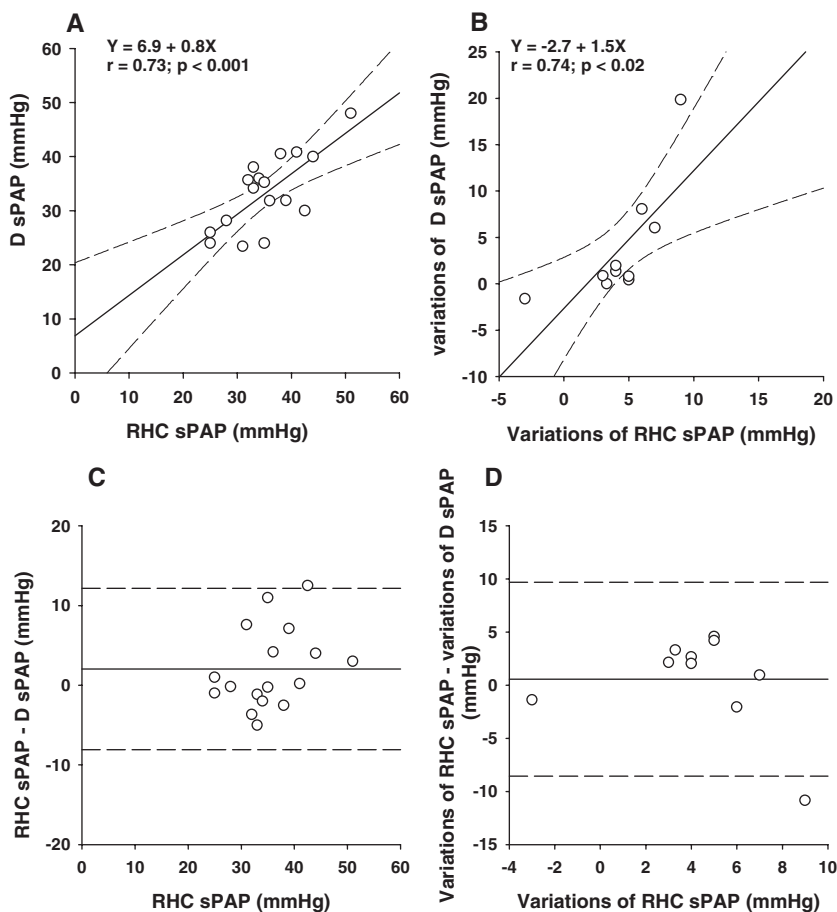 A
Y = 6.9 + 0.8X
r = 0.73; p < 0.001
60
50
40
30
20
10
0
D sPAP (mmHg)
0 10 20 30 40 50 60
RHC sPAP (mmHg)
B
Y = -2.7 + 1.5X
r = 0.74; p < 0.02
25
20
15
10
5
0
-5
-10
variations of D sPAP (mmHg)
-5 0 5 10 15 20
Variations of RHC sPAP (mmHg)
C
20
10
0
-10
-20
RHC sPAP - D sPAP (mmHg)
0 10 20 30 40 50 60
RHC sPAP (mmHg)
D
15
10
5
0
-5
-10
-15
Variations of RHC sPAP - variations of D sPAP
(mmHg)
-4 -2 0 2 4 6 8 10
Variations of RHC sPAP (mmHg)